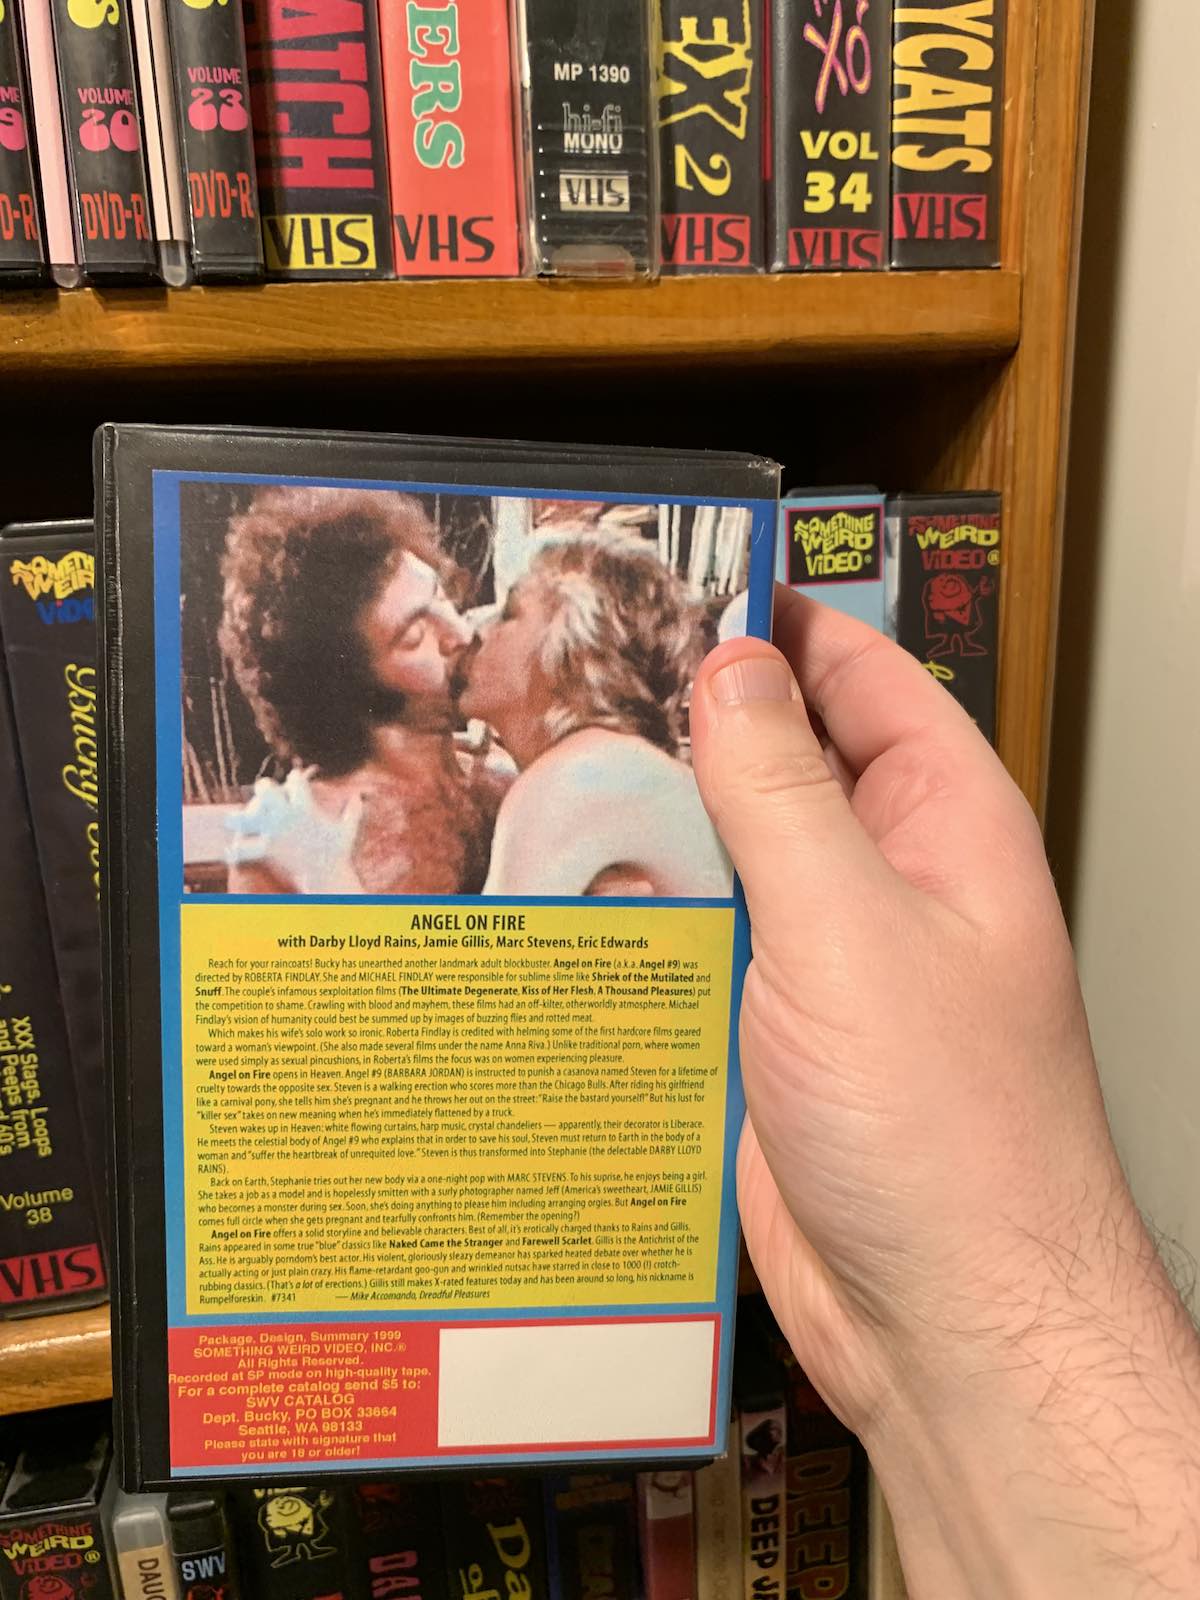 VOLUME
20
DVD-R
VOLUME
23
DVD-R
ATCH
VHS
ERS
VHS
MP 1390
hi-fi
MONO
VHS
EX 2
VHS
VOL
34
VHS
YCATS
VHS
SOMETHING
WEIRD
VIDEO®
SOMETHING
WEIRD
VIDEO®
Bucky
XXX Stags, Loops
and Peeps from
Volume
38
VHS
ANGEL ON FIRE
with Darby Lloyd Rains, Jamie Gillis, Marc Stevens, Eric Edwards
Reach for your raincoats! Bucky has unearthed another landmark adult blockbuster. Angel on Fire (a.k.a. Angel #9) was
directed by ROBERTA FINDLAY. She and MICHAEL FINDLAY were responsible for sublime slime like Shriek of the Mutilated and
Snuff. The couple's infamous sexploitation films (The Ultimate Degenerate, Kiss of Her Flesh, A Thousand Pleasures) put
the competition to shame. Crawling with blood and mayhem, these films had an off-kilter, otherworldly atmosphere. Michael
Findlay's vision of humanity could best be summed up by images of buzzing flies and rotted meat.
Which makes his wife's solo work so ironic. Roberta Findlay is credited with helming some of the first hardcore films geared
toward a woman's viewpoint. (She also made several films under the name Anna Riva.) Unlike traditional porn, where women
were used simply as sexual pincushions, in Roberta's films the focus was on women experiencing pleasure.
Angel on Fire opens in Heaven. Angel #9 (BARBARA JORDAN) is instructed to punish a casanova named Steven for a lifetime of
cruelty towards the opposite sex. Steven is a walking erection who scores more than the Chicago Bulls. After riding his girlfriend
like a carnival pony, she tells him she's pregnant and he throws her out on the street: "Raise the bastard yourself!" But his lust for
"killer sex" takes on new meaning when he's immediately flattened by a truck.
Steven wakes up in Heaven: white flowing curtains, harp music, crystal chandeliers — apparently, their decorator is Liberace.
He meets the celestial body of Angel #9 who explains that in order to save his soul, Steven must return to Earth in the body of a
woman and "suffer the heartbreak of unrequited love." Steven is thus transformed into Stephanie (the delectable DARBY LLOYD
RAINS).
Back on Earth, Stephanie tries out her new body via a one-night pop with MARC STEVENS. To his suprise, he enjoys being a girl.
She takes a job as a model and is hopelessly smitten with a surly photographer named Jeff (America's sweetheart, JAMIE GILLIS)
who becomes a monster during sex. Soon, she's doing anything to please him including arranging orgies. But Angel on Fire
comes full circle when she gets pregnant and tearfully confronts him. (Remember the opening?)
Angel on Fire offers a solid storyline and believable characters. Best of all, it's erotically charged thanks to Rains and Gillis.
Rains appeared in some true "blue" classics like Naked Came the Stranger and Farewell Scarlet. Gillis is the Antichrist of the
Ass. He is arguably porndom's best actor. His violent, gloriously sleazy demeanor has sparked heated debate over whether he is
actually acting or just plain crazy. His flame-retardant goo-gun and wrinkled nutsac have starred in close to 1000 (!) crotch-
rubbing classics. (That's a lot of erections.) Gillis still makes X-rated features today and has been around so long, his nickname is
Rumpelforeskin. #7341 — Mike Accomando, Dreadful Pleasures
Package, Design, Summary 1999
SOMETHING WEIRD VIDEO, INC.®
All Rights Reserved.
Recorded at SP mode on high-quality tape.
For a complete catalog send $5 to:
SWV CATALOG
Dept. Bucky, PO BOX 33664
Seattle, WA 98133
Please state with signature that
you are 18 or older!
SOMETHING
WEIRD
VIDEO®
SWV
DEEP
DEEP